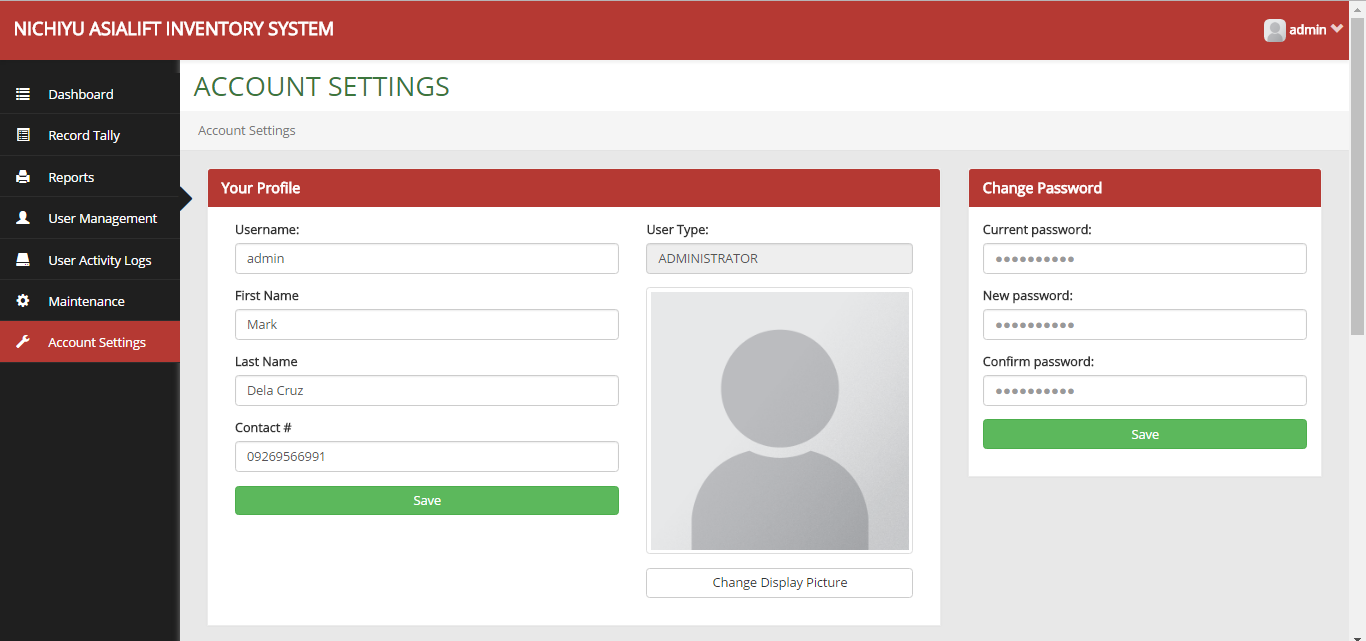 NICHIYU ASIALIFT INVENTORY SYSTEM
admin
Dashboard
Record Tally
Reports
User Management
User Activity Logs
Maintenance
Account Settings
ACCOUNT SETTINGS
Account Settings
Your Profile
Username:
admin
First Name
Mark
Last Name
Dela Cruz
Contact #
09269566991
Save
User Type:
ADMINISTRATOR
Change Display Picture
Change Password
Current password:
●●●●●●●●●●
New password:
●●●●●●●●●●
Confirm password:
●●●●●●●●●●
Save